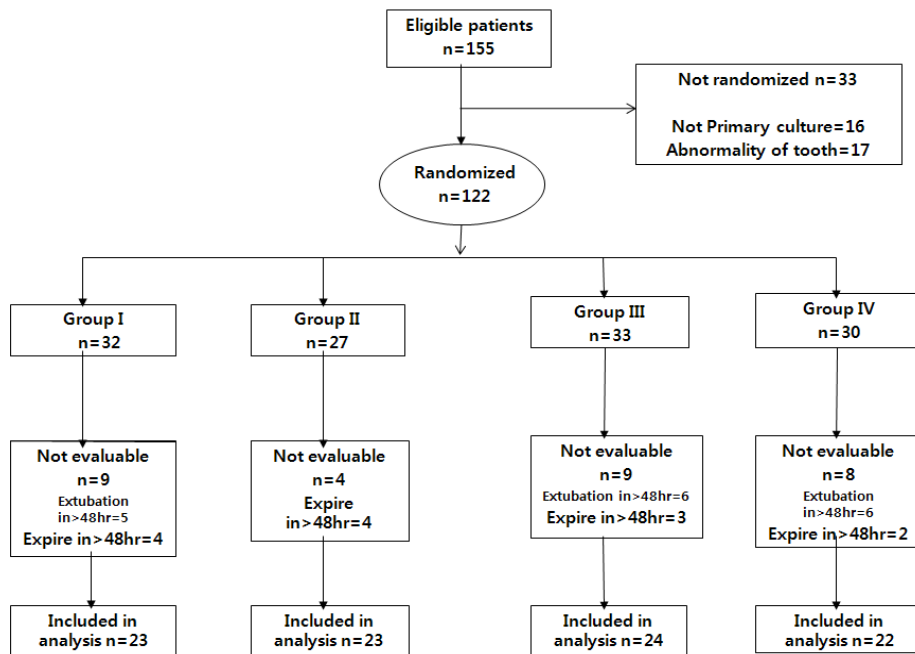 Eligible patients
n=155
Not randomized n=33
Not Primary culture=16
Abnormality of tooth=17
Randomized
n=122
Group I
n=32
Group II
n=27
Group III
n=33
Group IV
n=30
Not evaluable
n=9
Extubation
in>48hr=5
Expire in>48hr=4
Not evaluable
n=4
Expire
in>48hr=4
Not evaluable
n=9
Extubation in>48hr=6
Expire in>48hr=3
Not evaluable
n=8
Extubation
in>48hr=6
Expire in>48hr=2
Included in
analysis n=23
Included in
analysis n=23
Included in
analysis n=24
Included in
analysis n=22